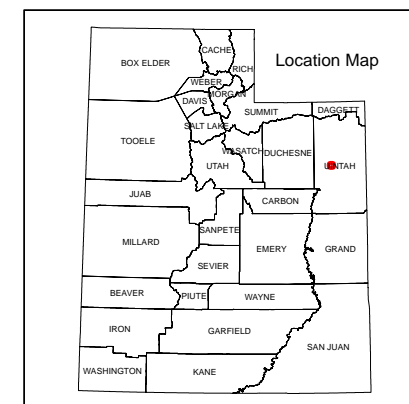 Location Map
CACHE
BOX ELDER
RICH
WEBER
MORGAN
DAVIS
SUMMIT
DAGGETT
SALT LAKE
WASATCH
DUCHESNE
TOOELE
UTAH
UINTAH
JUAB
CARBON
SANPETE
MILLARD
EMERY
GRAND
SEVIER
BEAVER
PIUTE
WAYNE
IRON
GARFIELD
SAN JUAN
WASHINGTON
KANE